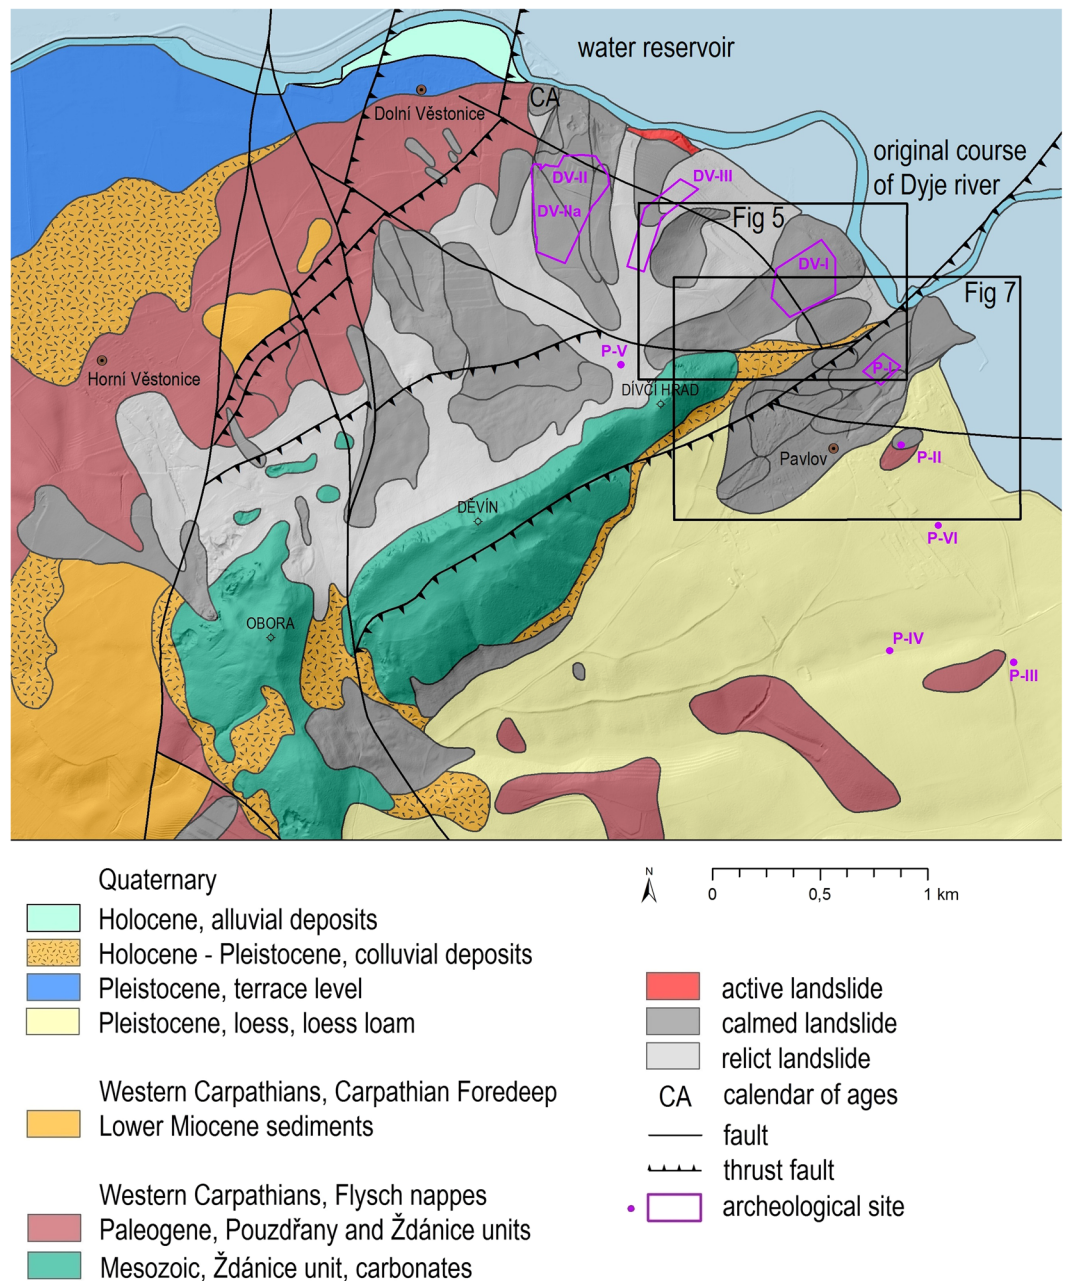 water reservoir
CA
Dolní Věstonice
original course
of Dyje river
DV-II
DV-III
DV-IIa
Fig 5
DV-I
Fig 7
P-V
P-I
Horní Věstonice
DÍVČÍ HRAD
Pavlov
P-II
DĚVÍN
P-VI
OBORA
P-IV
P-III
Quaternary
Holocene, alluvial deposits
Holocene - Pleistocene, colluvial deposits
Pleistocene, terrace level
Pleistocene, loess, loess loam
Western Carpathians, Carpathian Foredeep
Lower Miocene sediments
Western Carpathians, Flysch nappes
Paleogene, Pouzdřany and Ždánice units
Mesozoic, Ždánice unit, carbonates
N
0 0,5 1 km
active landslide
calmed landslide
relict landslide
CA calendar of ages
fault
thrust fault
archeological site